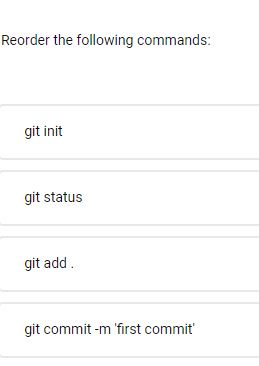 Reorder the following commands:
git init
git status
git add .
git commit -m 'first commit'